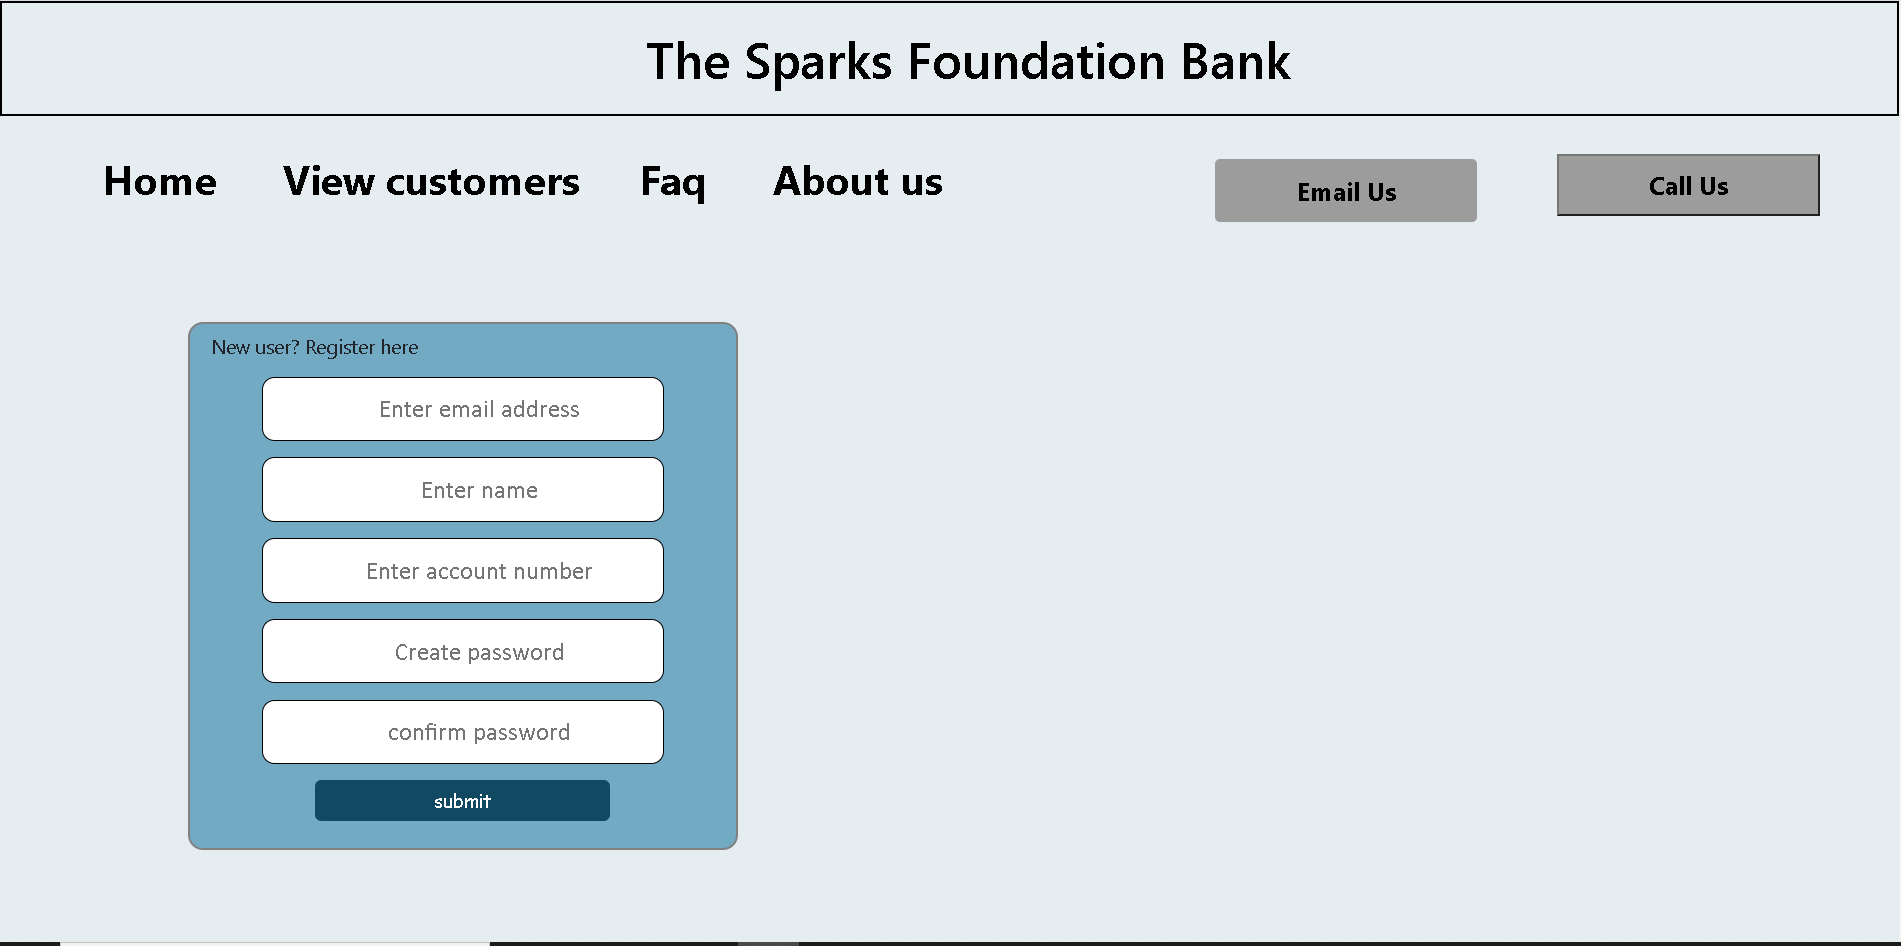 The Sparks Foundation Bank
Home View customers Faq About us Email Us Call Us
New user? Register here
Enter email address
Enter name
Enter account number
Create password
confirm password
submit